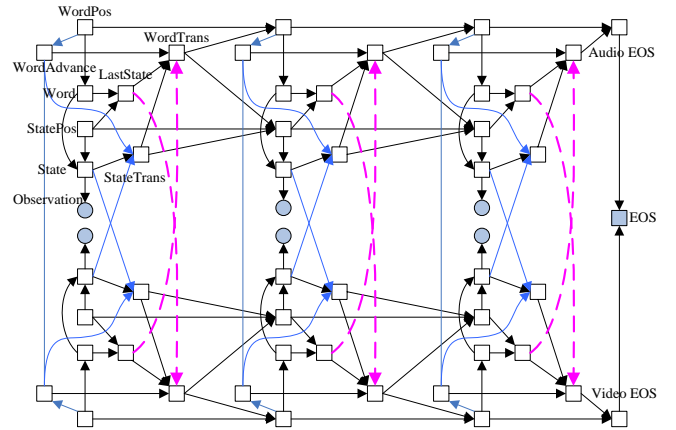 WordPos
WordTrans
Audio EOS
WordAdvance
LastState
Word
StatePos
State
StateTrans
Observation
EOS
Video EOS